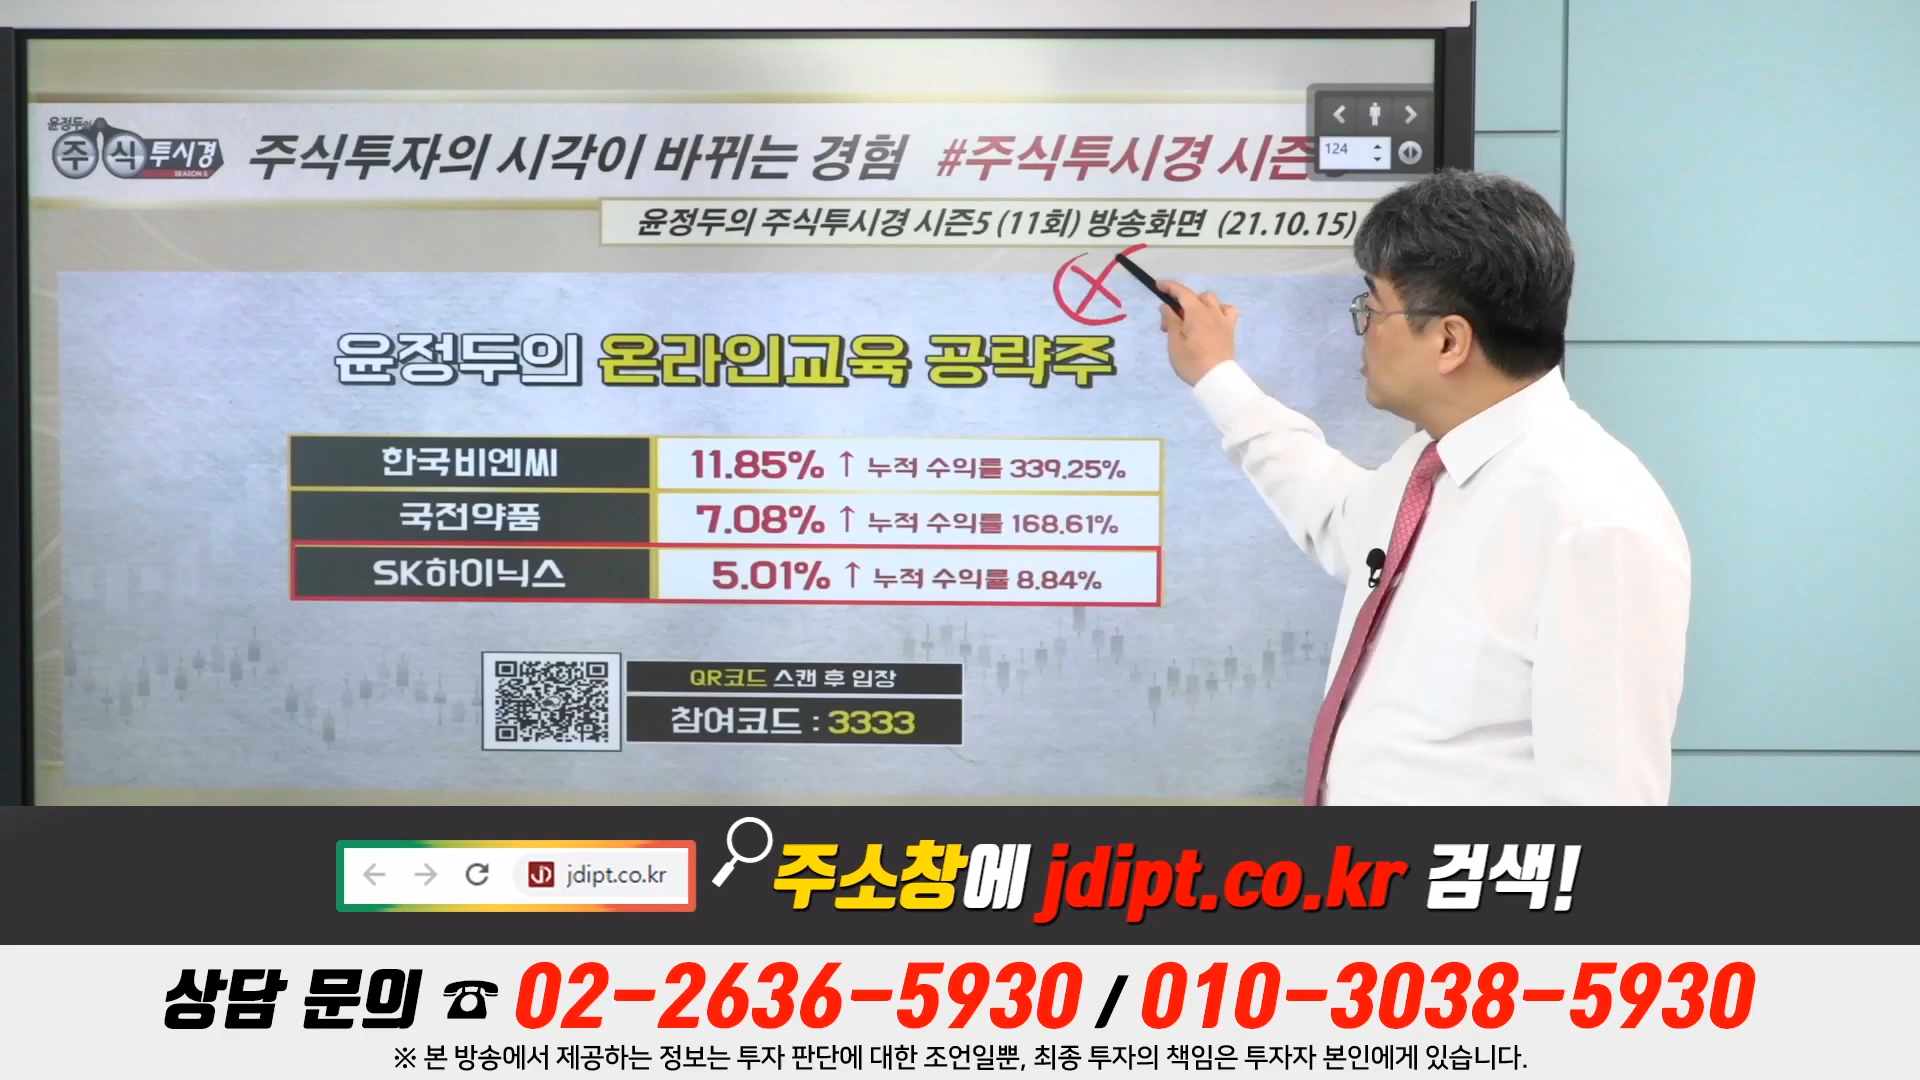 윤정두의
주식투시경
SEASON 5
주식투자의 시각이 바뀌는 경험 #주식투시경 시즌
124
윤정두의 주식투시경 시즌5 (11회) 방송화면 (21.10.15)
윤정두의 온라인교육 공략주
한국비엔씨 11.85% ↑ 누적 수익률 339.25%
국전약품 7.08% ↑ 누적 수익률 168.61%
SK하이닉스 5.01% ↑ 누적 수익률 8.84%
QR코드 스캔 후 입장
참여코드 : 3333
jdipt.co.kr
주소창에 jdipt.co.kr 검색!
상담 문의 ☎ 02-2636-5930 / 010-3038-5930
※ 본 방송에서 제공하는 정보는 투자 판단에 대한 조언일뿐, 최종 투자의 책임은 투자자 본인에게 있습니다.